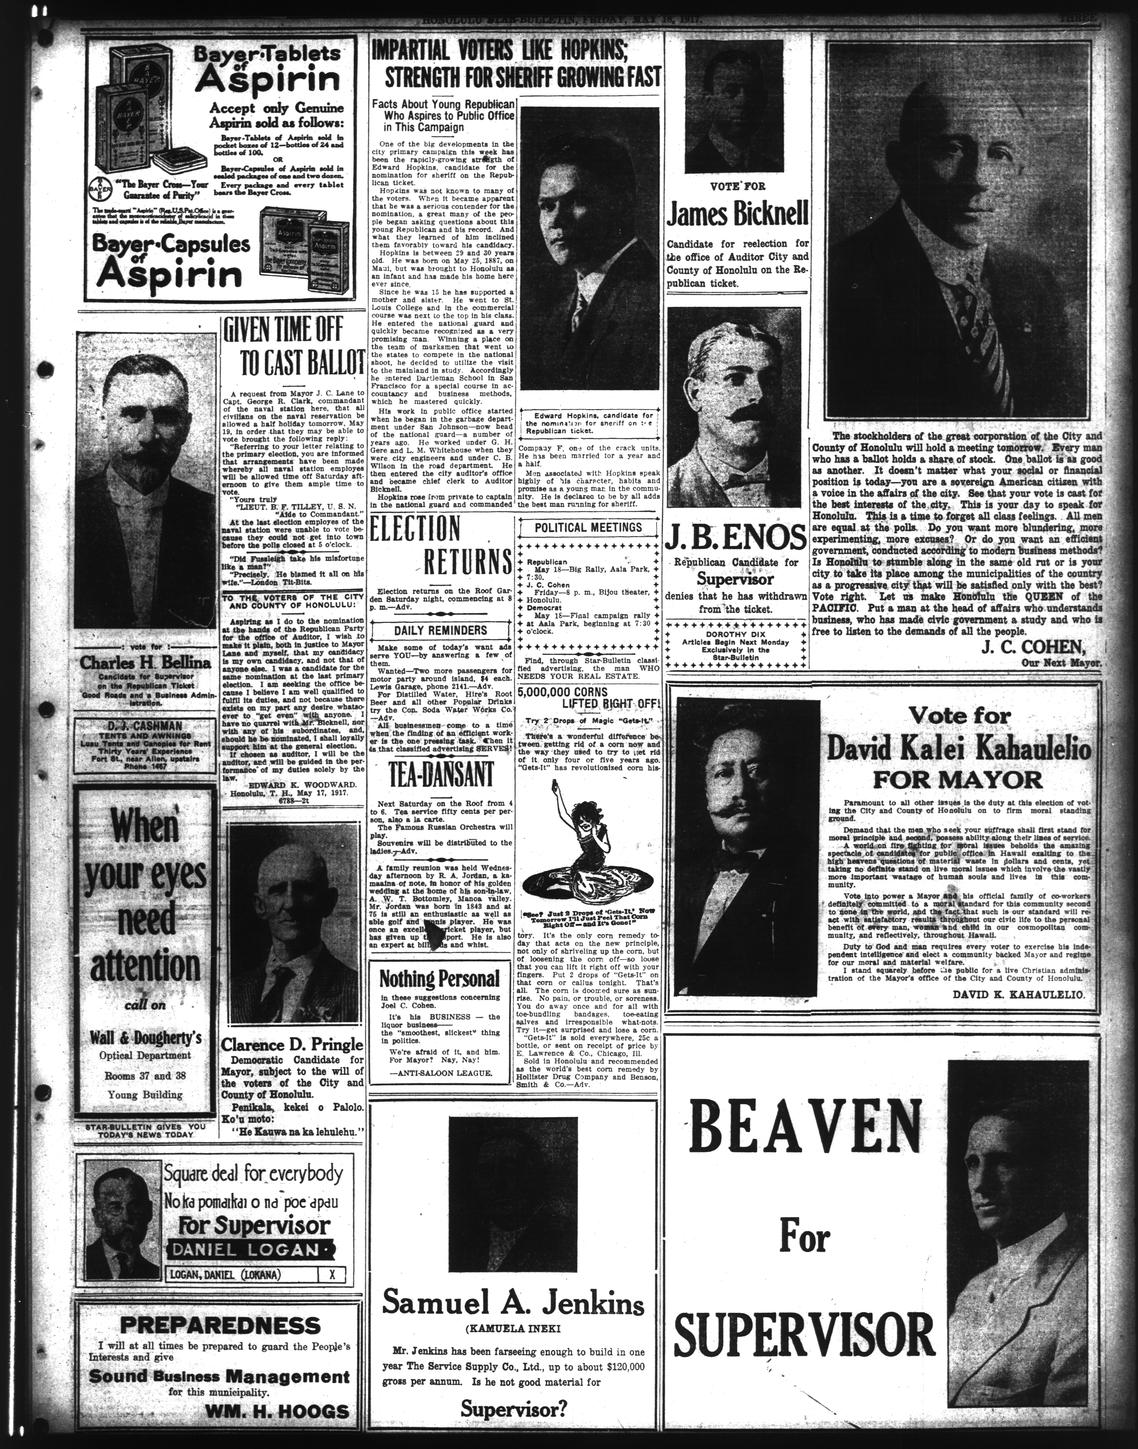 HONOLULU STAR-BULLETIN, FRIDAY, MAY 18, 1917.
THREE
Bayer-Tablets
of
Aspirin
Accept only Genuine
Aspirin sold as follows:
Bayer-Tablets of Aspirin sold in
pocket boxes of 12—bottles of 24 and
bottles of 100.
OR
Bayer-Capsules of Aspirin sold in
sealed packages of one and two dozen.
Every package and every tablet
bears the Bayer Cross.
"The Bayer Cross—Your
Guarantee of Purity"
The trade-mark "Aspirin" (Reg. U.S. Pat. Office) is a guar-
antee that the monoaceticacidester of salicylicacid in these
tablets and capsules is of the reliable Bayer manufacture.
Bayer-Capsules
of
Aspirin
GIVEN TIME OFF
TO CAST BALLOT
A request from Mayor J. C. Lane to
Capt. George R. Clark, commandant
of the naval station here, that all
civilians on the naval reservation be
allowed a half holiday tomorrow, May
19, in order that they may be able to
vote brought the following reply:
"Referring to your letter relating to
the primary election, you are informed
that arrangements have been made
whereby all naval station employes
will be allowed time off Saturday aft-
ernoon to give them ample time to
vote.
"Yours truly
"LIEUT. B. F. TILLEY, U. S. N.
"Aide to Commandant."
At the last election employes of the
naval station were unable to vote be-
cause they could not get into town
before the polls closed at 5 o'clock.
"Did Fussleigh take his misfortune
like a man?"
"Precisely. He blamed it all on his
wife."—London Tit-Bits.
TO THE VOTERS OF THE CITY
AND COUNTY OF HONOLULU:
Aspiring as I do to the nomination
at the hands of the Republican Party
for the office of Auditor, I wish to
make it plain, both in justice to Mayor
Lane and myself, that my candidacy
is my own candidacy, and not that of
anyone else. I was a candidate for the
same nomination at the last primary
election. I am seeking the office be-
cause I believe I am well qualified to
fulfil its duties, and not because there
exists on my part any desire whatso-
ever to "get even" with anyone. I
have no quarrel with Mr. Bicknell, nor
with any of his subordinates, and,
should he be nominated, I shall loyally
support him at the general election.
If chosen as auditor, I will be the
auditor, and will be guided in the per-
formance of my duties solely by the
law.
EDWARD K. WOODWARD.
Honolulu, T. H., May 17, 1917.
6788—2t
: vote for :
Charles H. Bellina
Candidate for Supervisor
on the Republican Ticket
Good Roads and a Business Admin-
istration.
D. J. CASHMAN
TENTS AND AWNINGS
Luau Tents and Canopies for Rent
Thirty Years' Experience
Fort St., near Allen, upstairs
Phone 1467
When
your eyes
need
attention
call on
Wall & Dougherty's
Optical Department
Rooms 37 and 38
Young Building
STAR-BULLETIN GIVES YOU
TODAY'S NEWS TODAY
Clarence D. Pringle
Democratic Candidate for
Mayor, subject to the will of
the voters of the City and
County of Honolulu.
Penikala, kekei o Palolo.
Ko'u moto:
"He Kauwa na ka lehulehu."
Square deal for everybody
No ka pomaikai o na poe apau
For Supervisor
DANIEL LOGAN
LOGAN, DANIEL (LOKANA) X
PREPAREDNESS
I will at all times be prepared to guard the People's
Interests and give
Sound Business Management
for this municipality.
WM. H. HOOGS
IMPARTIAL VOTERS LIKE HOPKINS;
STRENGTH FOR SHERIFF GROWING FAST
Facts About Young Republican
Who Aspires to Public Office
in This Campaign
One of the big developments in the
city primary campaign this week has
been the rapidly-growing strength of
Edward Hopkins, candidate for the
nomination for sheriff on the Repub-
lican ticket.
Hopkins was not known to many of
the voters. When it became apparent
that he was a serious contender for the
nomination, a great many of the peo-
ple began asking questions about this
young Republican and his record. And
what they learned of him inclined
them favorably toward his candidacy.
Hopkins is between 29 and 30 years
old. He was born on May 25, 1887, on
Maui, but was brought to Honolulu as
an infant and has made his home here
ever since.
Since he was 15 he has supported a
mother and sister. He went to St.
Louis College and in the commercial
course was next to the top in his class.
He entered the national guard and
quickly became recognized as a very
promising man. Winning a place on
the team of marksmen that went to
the states to compete in the national
shoot, he decided to utilize the visit
to the mainland in study. Accordingly
he entered Dartleman School in San
Francisco for a special course in ac-
countancy and business methods,
which he mastered quickly.
His work in public office started
when he began in the garbage depart-
ment under San Johnson—now head
of the national guard—a number of
years ago. He worked under G. H.
Gere and L. M. Whitehouse when they
were city engineers and under C. B.
Wilson in the road department. He
then entered the city auditor's office
and became chief clerk to Auditor
Bicknell.
Hopkins rose from private to captain
in the national guard and commanded
Edward Hopkins, candidate for
the nomination for sheriff on the
Republican ticket.
Company F, one of the crack units.
He has been married for a year and
a half.
Men associated with Hopkins speak
highly of his character, habits and
promise as a young man in the commu-
nity. He is declared to be by all adds
the best man running for sheriff.
ELECTION
RETURNS
Election returns on the Roof Gar-
den Saturday night, commencing at 8
p. m.—Adv.
DAILY REMINDERS
Make some of today's want ads
serve YOU—by answering a few of
them.
Wanted—Two more passengers for
motor party around island, $4 each.
Lewis Garage, phone 2141.—Adv.
For Distilled Water, Hire's Root
Beer and all other Popular Drinks
try the Con. Soda Water Works Co.
—Adv.
All businessmen come to a time
when the finding of an efficient work-
er is the one pressing task. Then it
is that classified advertising SERVES!
TEA-DANSANT
Next Saturday on the Roof from 4
to 6. Tea service fifty cents per per-
son, also a la carte.
The Famous Russian Orchestra will
play.
Souvenirs will be distributed to the
ladies.—Adv.
A family reunion was held Wednes-
day afternoon by R. A. Jordan, a ka-
maaina of note, in honor of his golden
wedding at the home of his son-in-law,
A. W. T. Bottomley, Manoa valley.
Mr. Jordan was born in 1843 and at
75 is still an enthusiastic as well as
able golf and tennis player. He was
once an excellent cricket player, but
has given up that sport. He is also
an expert at billiards and whist.
Nothing Personal
in these suggestions concerning
Joel C. Cohen.
It's his BUSINESS — the
liquor business—
the "smoothest, slickest" thing
in politics.
We're afraid of it, and him.
For Mayor? Nay, Nay!
—ANTI-SALOON LEAGUE.
POLITICAL MEETINGS
Republican
May 18—Big Rally, Aala Park,
7:30.
J. C. Cohen
Friday—8 p. m., Bijou theater,
Honolulu.
Democrat
May 18—Final campaign rally
at Aala Park, beginning at 7:30
o'clock.
Find, through Star-Bulletin classi-
fied advertising, the man WHO
NEEDS YOUR REAL ESTATE.
5,000,000 CORNS
LIFTED RIGHT OFF!
Try 2 Drops of Magic "Gets-It."
There's a wonderful difference be-
tween getting rid of a corn now and
the way they used to try to get rid
of it only four or five years ago.
"Gets-It" has revolutionized corn his-
"See? Just 2 Drops of 'Gets-It,' Now
Tomorrow I'll Just Peel That Corn
Right Off—and It's Gone!"
tory. It's the only corn remedy to-
day that acts on the new principle,
not only of shriveling up the corn, but
of loosening the corn off—so loose
that you can lift it right off with your
fingers. Put 2 drops of "Gets-It" on
that corn or callus tonight. That's
all. The corn is doomed sure as sun-
rise. No pain, or trouble, or soreness.
You do away once and for all with
toe-bundling bandages, toe-eating
salves and irresponsible what-nots.
Try it—get surprised and lose a corn.
"Gets-It" is sold everywhere, 25c a
bottle, or sent on receipt of price by
E. Lawrence & Co., Chicago, Ill.
Sold in Honolulu and recommended
as the world's best corn remedy by
Hollister Drug Company and Benson,
Smith & Co.—Adv.
Samuel A. Jenkins
(KAMUELA INEKI
Mr. Jenkins has been farseeing enough to build in one
year The Service Supply Co., Ltd., up to about $120,000
gross per annum. Is he not good material for
Supervisor?
VOTE FOR
James Bicknell
Candidate for reelection for
the office of Auditor City and
County of Honolulu on the Re-
publican ticket.
J. B. ENOS
Republican Candidate for
Supervisor
denies that he has withdrawn
from the ticket.
DOROTHY DIX
Articles Begin Next Monday
Exclusively in the
Star-Bulletin
The stockholders of the great corporation of the City and
County of Honolulu will hold a meeting tomorrow. Every man
who has a ballot holds a share of stock. One ballot is as good
as another. It doesn't matter what your social or financial
position is today—you are a sovereign American citizen with
a voice in the affairs of the city. See that your vote is cast for
the best interests of the city. This is your day to speak for
Honolulu. This is a time to forget all class feelings. All men
are equal at the polls. Do you want more blundering, more
experimenting, more excuses? Or do you want an efficient
government, conducted according to modern business methods?
Is Honolulu to stumble along in the same old rut or is your
city to take its place among the municipalities of the country
as a progressive city that will be satisfied only with the best?
Vote right. Let us make Honolulu the QUEEN of the
PACIFIC. Put a man at the head of affairs who understands
business, who has made civic government a study and who is
free to listen to the demands of all the people.
J. C. COHEN,
Our Next Mayor.
Vote for
David Kalei Kahaulelio
FOR MAYOR
Paramount to all other issues is the duty at this election of vot-
ing the City and County of Honolulu on to firm moral standing
ground.
Demand that the men who seek your suffrage shall first stand for
moral principle and second, possess ability along their lines of service.
A world on fire fighting for moral issues beholds the amazing
spectacle of candidates for public office in Hawaii exalting to the
high heavens questions of material waste in dollars and cents, yet
taking no definite stand on live moral issues which involve the vastly
more important wastage of human souls and lives in this com-
munity.
Vote into power a Mayor and his official family of co-workers
definitely committed to a moral standard for this community second
to none in the world, and the fact that such is our standard will re-
act with satisfactory results throughout our civic life to the personal
benefit of every man, woman and child in our cosmopolitan com-
munity, and reflectively, throughout Hawaii.
Duty to God and man requires every voter to exercise his inde-
pendent intelligence and elect a community backed Mayor and regime
for our moral and material welfare.
I stand squarely before the public for a live Christian adminis-
tration of the Mayor's office of the City and County of Honolulu.
DAVID K. KAHAULELIO.
BEAVEN
For
SUPERVISOR